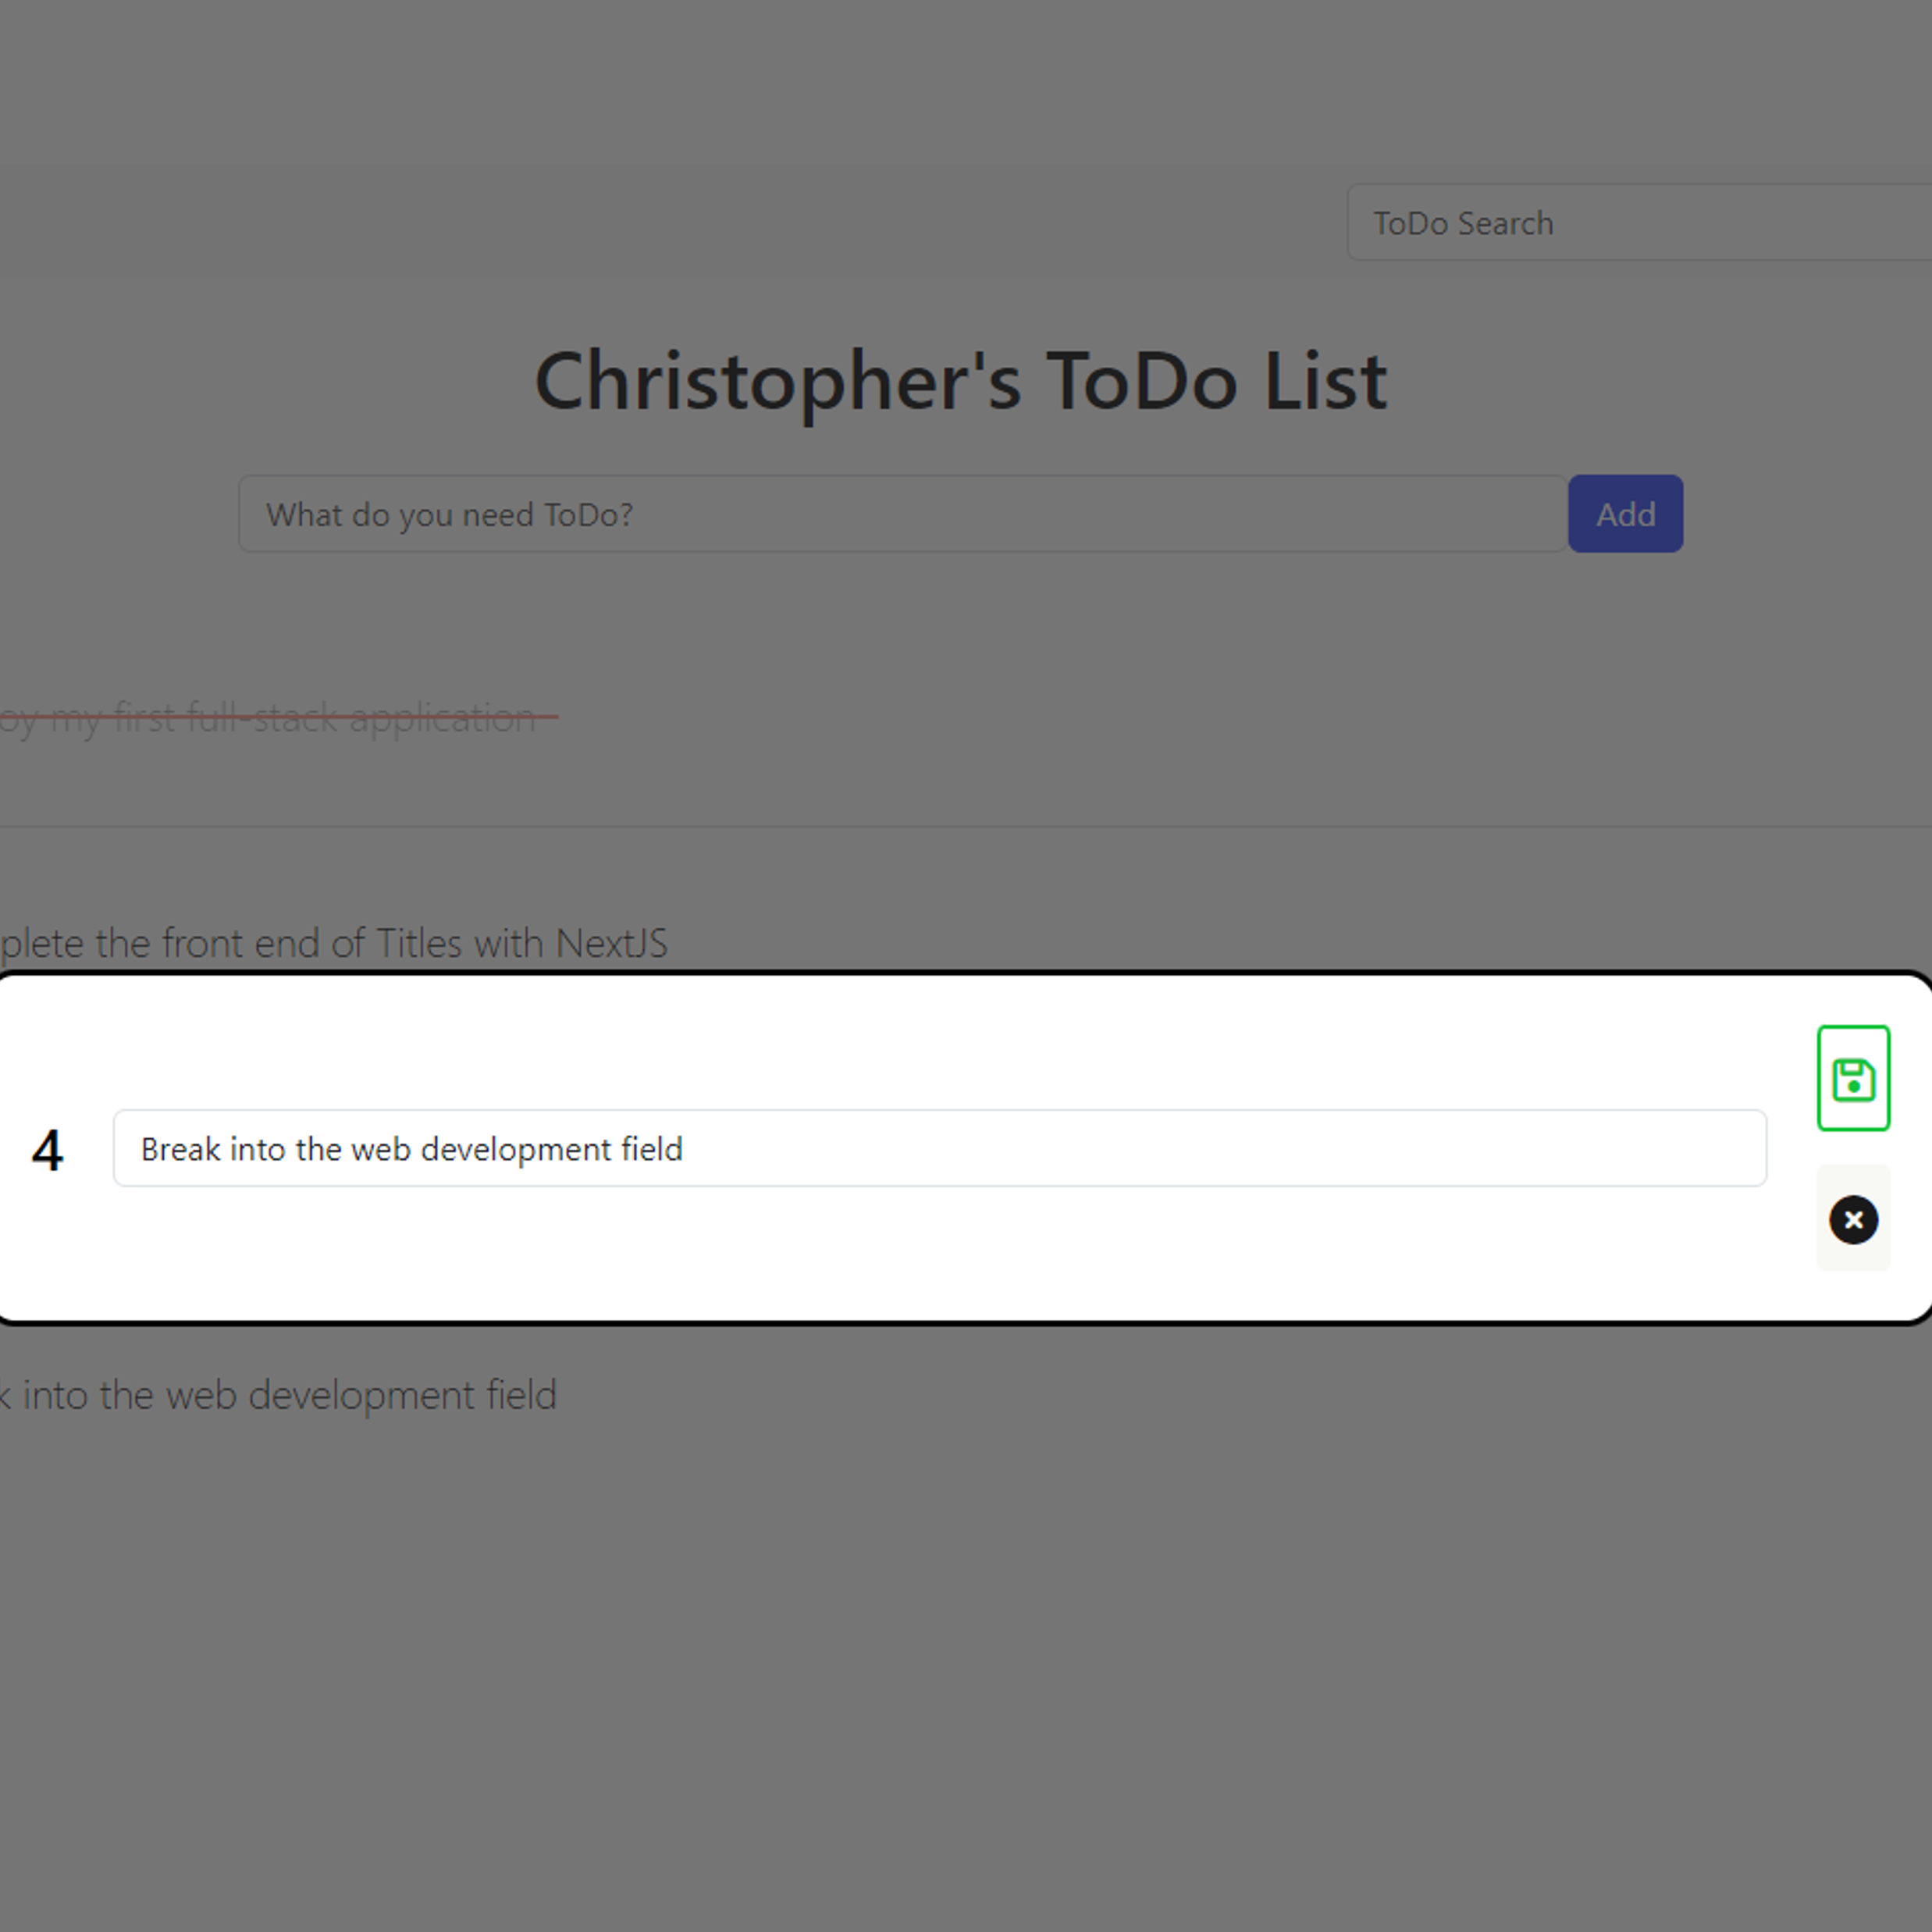 ToDo Search
Christopher's ToDo List
What do you need ToDo?
Add
oy my first full-stack application
plete the front end of Titles with NextJS
4
Break into the web development field
k into the web development field